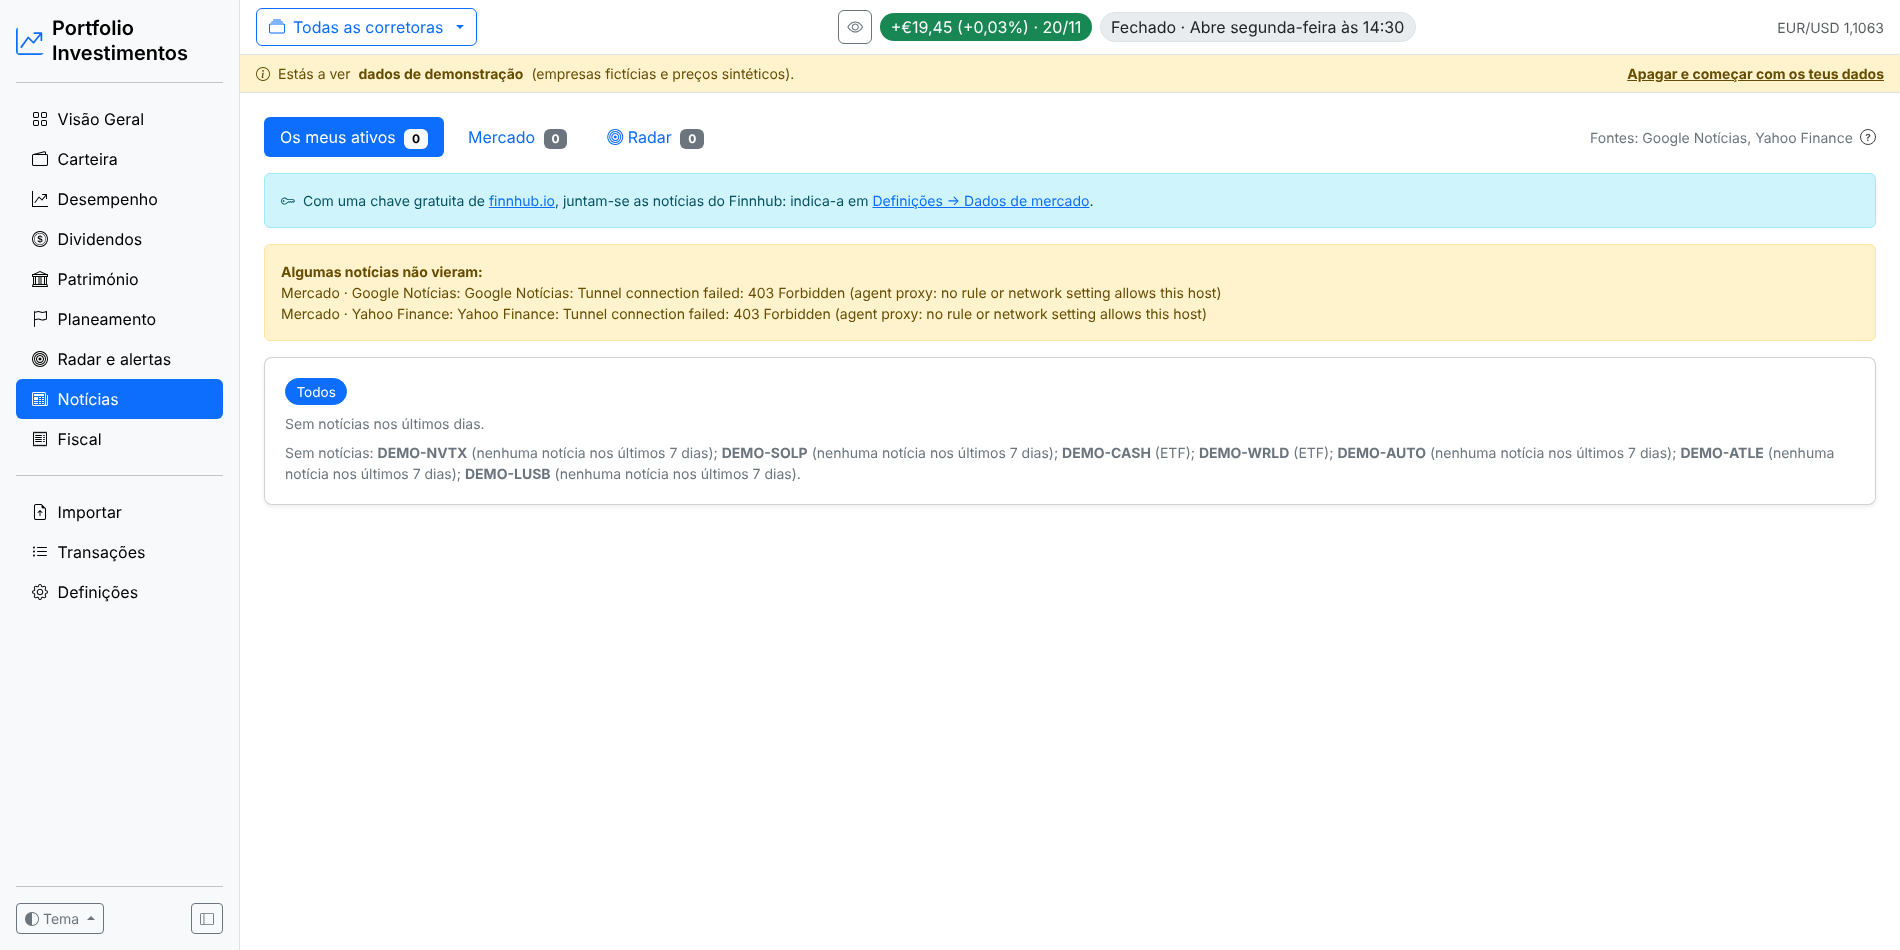 Portfolio
Investimentos
Visão Geral
Carteira
Desempenho
Dividendos
Património
Planeamento
Radar e alertas
Notícias
Fiscal
Importar
Transações
Definições
Tema
Todas as corretoras
+€19,45 (+0,03%) · 20/11
Fechado · Abre segunda-feira às 14:30
EUR/USD 1,1063
Estás a ver dados de demonstração (empresas fictícias e preços sintéticos).
Apagar e começar com os teus dados
Os meus ativos 0
Mercado 0
Radar 0
Fontes: Google Notícias, Yahoo Finance
Com uma chave gratuita de finnhub.io, juntam-se as notícias do Finnhub: indica-a em Definições → Dados de mercado.
Algumas notícias não vieram:
Mercado · Google Notícias: Google Notícias: Tunnel connection failed: 403 Forbidden (agent proxy: no rule or network setting allows this host)
Mercado · Yahoo Finance: Yahoo Finance: Tunnel connection failed: 403 Forbidden (agent proxy: no rule or network setting allows this host)
Todos
Sem notícias nos últimos dias.
Sem notícias: DEMO-NVTX (nenhuma notícia nos últimos 7 dias); DEMO-SOLP (nenhuma notícia nos últimos 7 dias); DEMO-CASH (ETF); DEMO-WRLD (ETF); DEMO-AUTO (nenhuma notícia nos últimos 7 dias); DEMO-ATLE (nenhuma
notícia nos últimos 7 dias); DEMO-LUSB (nenhuma notícia nos últimos 7 dias).